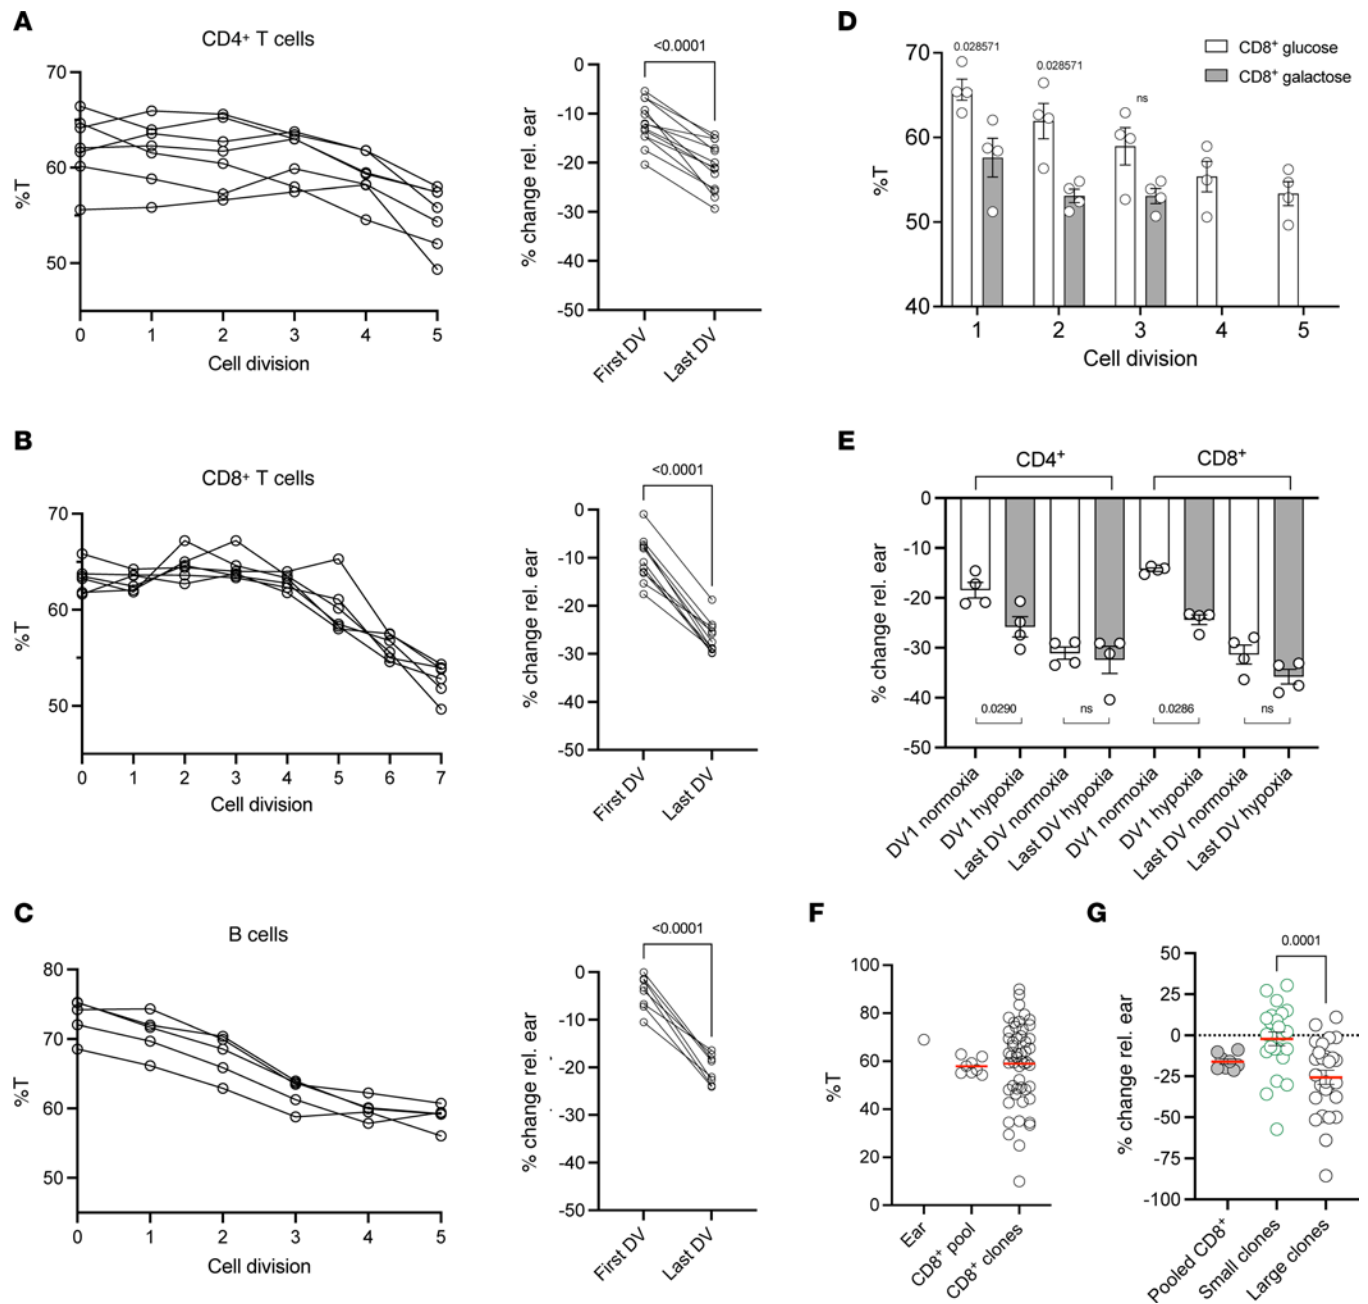 A
CD4+ T cells
70
60
50
%T
0 1 2 3 4 5
Cell division
<0.0001
0
-10
-20
-30
-40
-50
% change rel. ear
First DV
Last DV
B
CD8+ T cells
70
60
50
%T
0 1 2 3 4 5 6 7
Cell division
<0.0001
0
-10
-20
-30
-40
-50
% change rel. ear
First DV
Last DV
C
B cells
80
70
60
50
%T
0 1 2 3 4 5
Cell division
<0.0001
0
-10
-20
-30
-40
-50
% change rel. ear
First DV
Last DV
D
CD8+ glucose
CD8+ galactose
0.028571
0.028571
ns
70
60
50
40
%T
1 2 3 4 5
Cell division
E
CD4+ CD8+
0
-10
-20
-30
-40
-50
% change rel. ear
0.0290 ns 0.0286 ns
DV1 normoxia
DV1 hypoxia
Last DV normoxia
Last DV hypoxia
DV1 normoxia
DV1 hypoxia
Last DV normoxia
Last DV hypoxia
F
100
80
60
40
20
0
%T
Ear
CD8+ pool
CD8+ clones
G
0.0001
50
25
0
-25
-50
-75
-100
% change rel. ear
Pooled CD8+
Small clones
Large clones